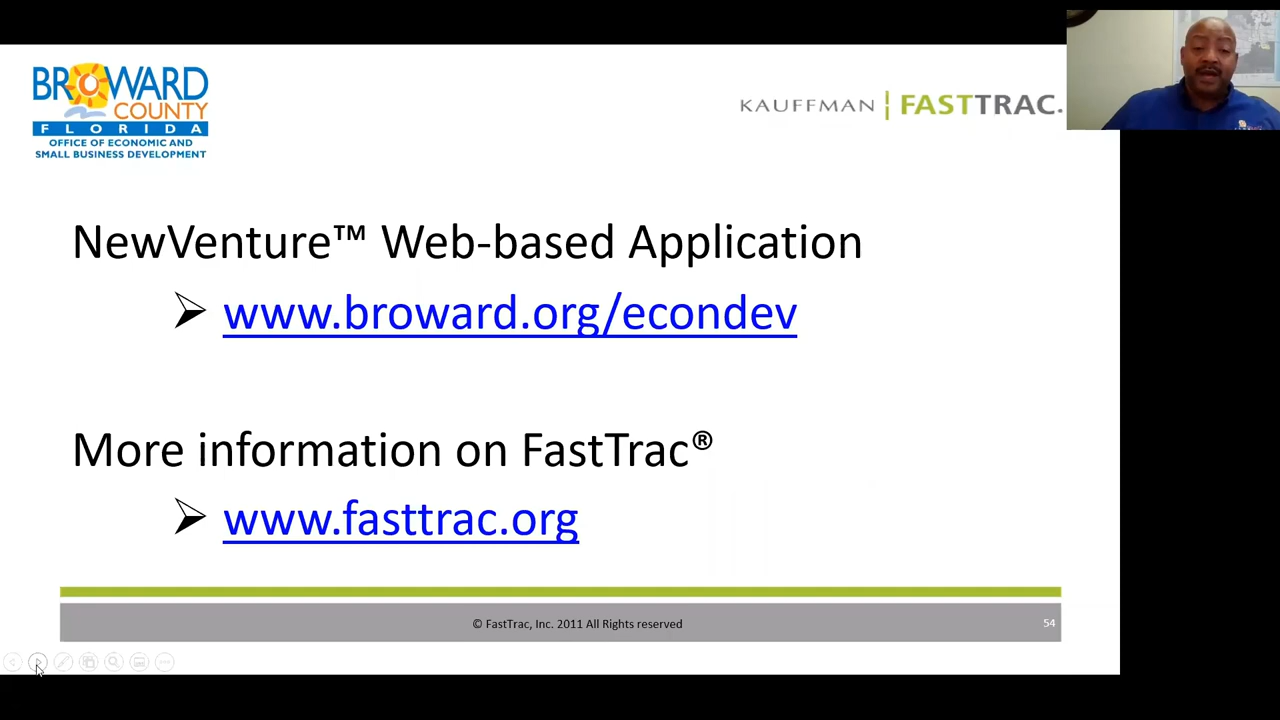 BROWARD
COUNTY
FLORIDA
OFFICE OF ECONOMIC AND
SMALL BUSINESS DEVELOPMENT
KAUFFMAN | FASTTRAC.
NewVenture™ Web-based Application
➢ www.broward.org/econdev
More information on FastTrac®
➢ www.fasttrac.org
© FastTrac, Inc. 2011 All Rights reserved
54